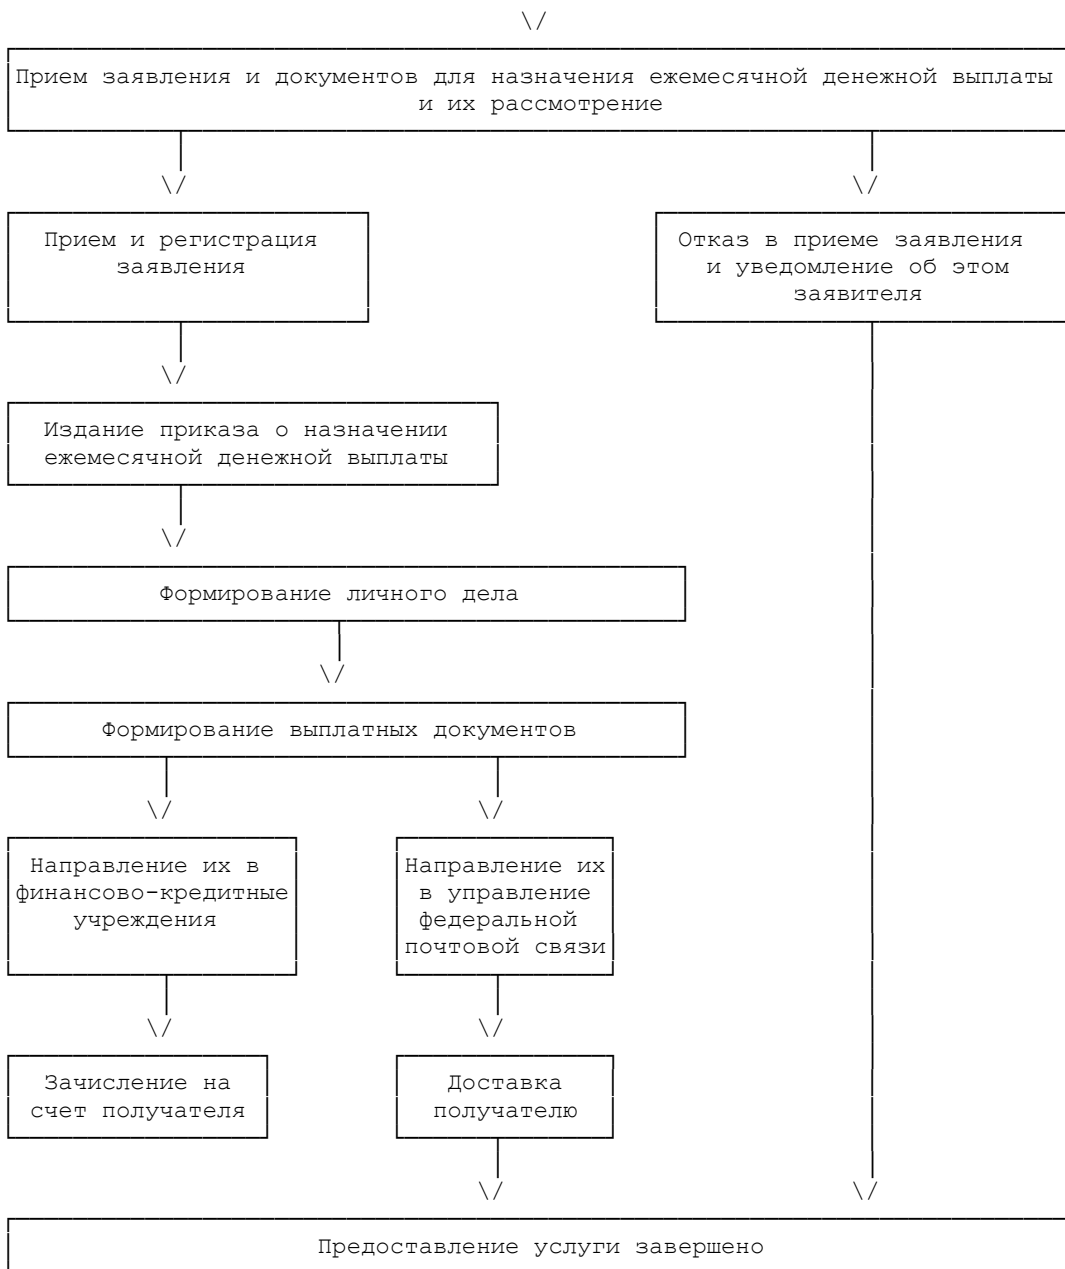 Прием заявления и документов для назначения ежемесячной денежной выплаты
и их рассмотрение
Прием и регистрация
заявления
Отказ в приеме заявления
и уведомление об этом
заявителя
Издание приказа о назначении
ежемесячной денежной выплаты
Формирование личного дела
Формирование выплатных документов
Направление их в
финансово-кредитные
учреждения
Направление их
в управление
федеральной
почтовой связи
Зачисление на
счет получателя
Доставка
получателю
Предоставление услуги завершено